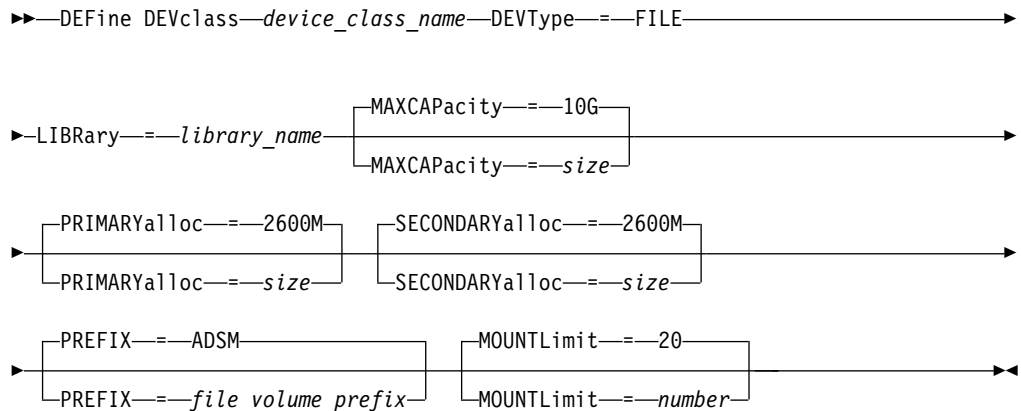 DEFine DEVclass device_class_name DEVType = FILE
MAXCAPacity = 10G
LIBRary = library_name
MAXCAPacity = size
PRIMARYalloc = 2600M SECONDARYalloc = 2600M
PRIMARYalloc = size SECONDARYalloc = size
PREFIX = ADSM MOUNTLimit = 20
PREFIX = file volume prefix MOUNTLimit = number